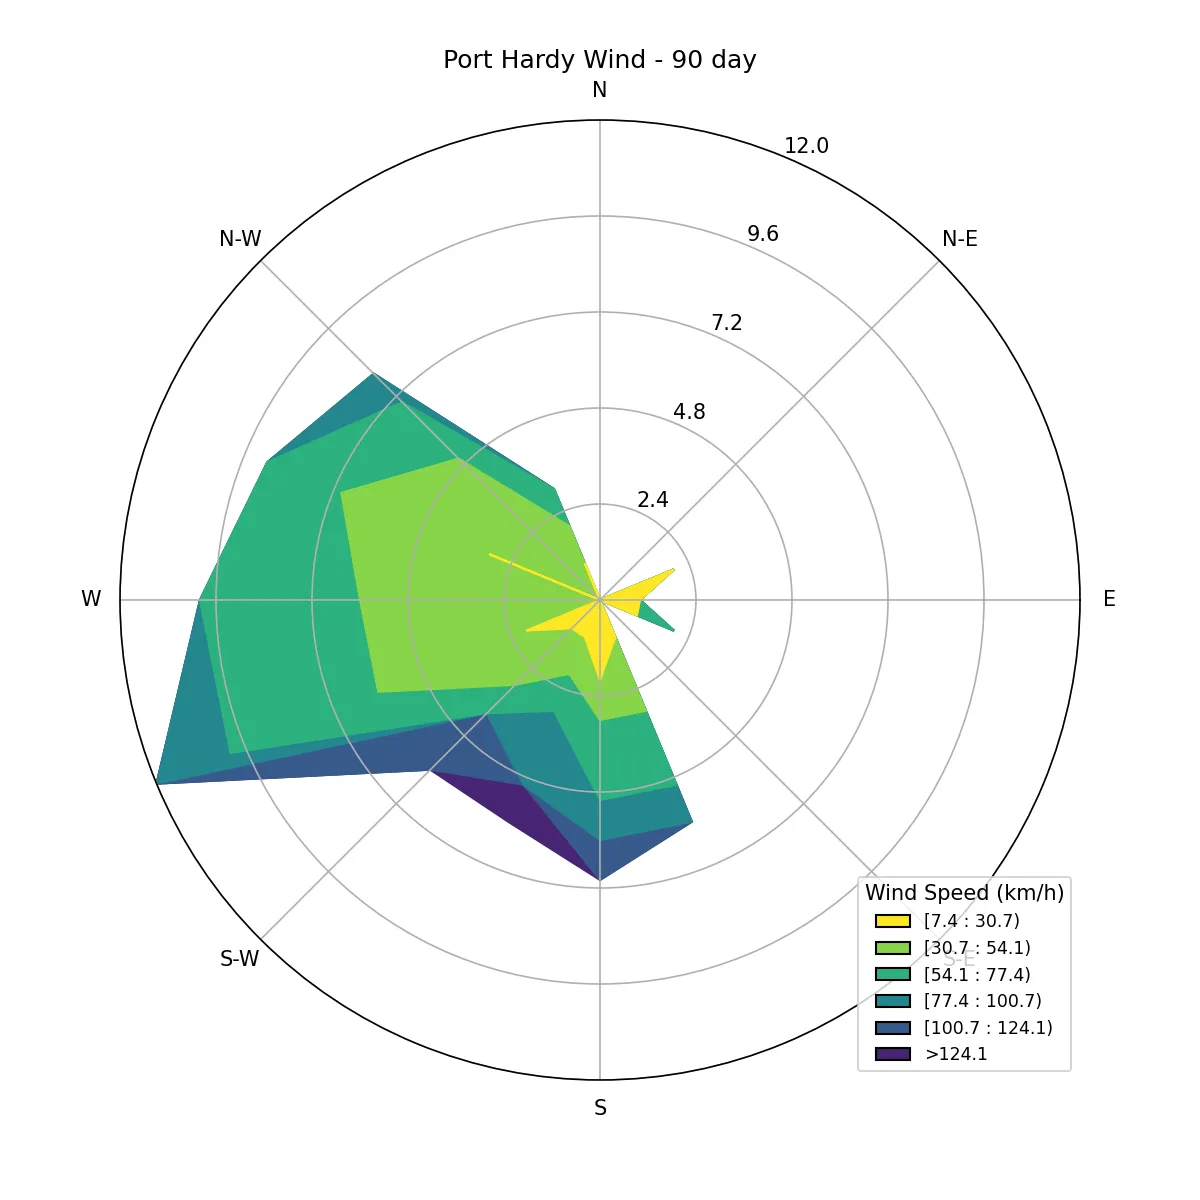 Port Hardy Wind - 90 day
N
12.0
N-W
9.6
N-E
7.2
4.8
2.4
W
E
S-W
S-E
S
Wind Speed (km/h)
[7.4 : 30.7)
[30.7 : 54.1)
[54.1 : 77.4)
[77.4 : 100.7)
[100.7 : 124.1)
>124.1